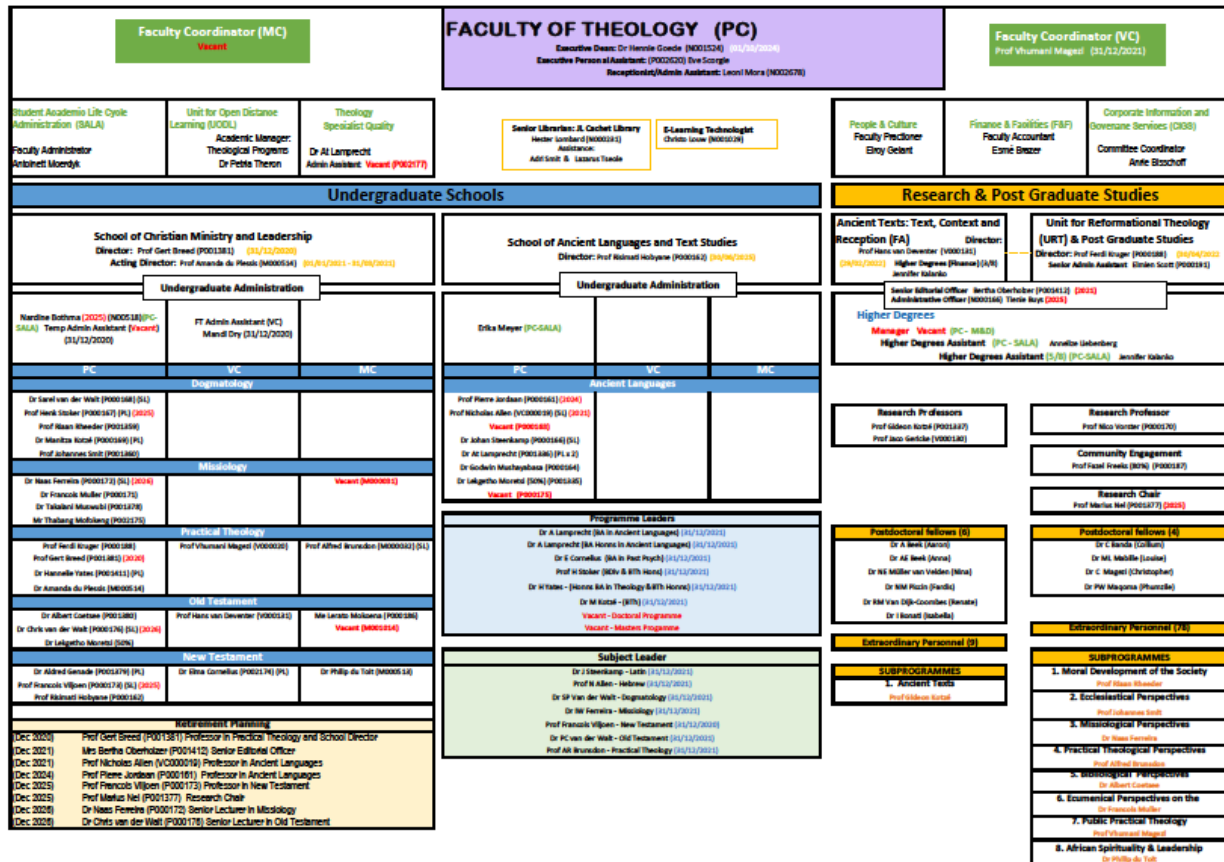 Faculty Coordinator (MC)
Vacant
FACULTY OF THEOLOGY (PC)
Executive Dean: Dr Hennie Goede (N001524) (01/10/2024)
Executive Personal Assistant: (P002620) Eve Scorgie
Receptionist/Admin Assistant: Leoni Mora (N002678)
Faculty Coordinator (VC)
Prof Vhumani Magezi (31/12/2021)
Student Academic Life Cycle
Administration (SALA)
Faculty Administrator
Antoinett Moerdyk
Unit for Open Distance
Learning (UODL)
Academic Manager:
Theological Programs
Dr Petria Theron
Theology
Specialist Quality
Dr At Lamprecht
Admin Assistant Vacant (P002177)
Senior Librarian: JL Cachet Library
Hester Lombard (N000231)
Assistance:
Adri Smit & Lazarus Tsoole
E-Learning Technologist
Christo Louw (N001029)
People & Culture
Faculty Practioner
Elroy Gelant
Finance & Facilities (F&F)
Faculty Accountant
Esmé Brazer
Corporate Information and
Governane Services (CIGS)
Committee Coordinator
Anrie Bisschoff
Undergraduate Schools
Research & Post Graduate Studies
School of Christian Ministry and Leadership
Director: Prof Gert Breed (P001381) (31/12/2020)
Acting Director: Prof Amanda du Plessis (M000514) (01/01/2021 - 31/08/2021)
School of Ancient Languages and Text Studies
Director: Prof Risimati Hobyane (P000162) (30/06/2025)
Ancient Texts: Text, Context and
Reception (FA) Director:
Prof Hans van Deventer (V000131)
Higher Degrees (Finance) (3/8)
Jennifer Kalanko
Unit for Reformational Theology
(URT) & Post Graduate Studies
Director: Prof Ferdi Kruger (P000188) (30/06/2022
Senior Admin Assistant Elmien Scott (P000191)
Undergraduate Administration
Undergraduate Administration
Senior Editorial Officer Bertha Oberholzer (P001412) (2021)
Administrative Officer (N000166) Tienie Buys (2025)
Nardine Bothma (2025) (N00518)(PC-
SALA) Temp Admin Assistant (Vacant)
(31/12/2020)
FT Admin Assistant (VC)
Mandi Dry (31/12/2020)
Erika Meyer (PC-SALA)
Higher Degrees
Manager Vacant (PC - M&D)
Higher Degrees Assistant (PC - SALA) Annelize Liebenberg
Higher Degrees Assistant (5/8) (PC-SALA) Jennifer Kalanko
PC VC MC
PC VC MC
Dogmatology
Dr Sarel van der Walt (P000168) (SL)
Prof Henk Stoker (P000167) (PL) (2025)
Prof Riaan Rheeder (P001359)
Dr Manitza Kotzé (P000169) (PL)
Prof Johannes Smit (P001360)
Missiology
Dr Naas Ferreira (P000172) (SL) (2026)
Dr Francois Muller (P000171)
Dr Takalani Muswubi (P001378)
Mr Thabang Mofokeng (P002175)
Vacant (M000031)
Practical Theology
Prof Ferdi Kruger (P000188)
Prof Gert Breed (P001381) (2020)
Dr Hannelie Yates (P001411) (PL)
Dr Amanda du Plessis (M000514)
Prof Vhumani Magezi (V000020)
Prof Alfred Brunsdon (M000032) (SL)
Old Testament
Dr Albert Coetsee (P001380)
Dr Chris van der Walt (P000176) (SL) (2026)
Dr Lekgetho Moretsi (50%)
Prof Hans van Deventer (V000131)
Me Lerato Mokoena (P000186)
Vacant (M001014)
New Testament
Dr Aldred Genade (P001379) (PL)
Prof Francois Viljoen (P000173) (SL) (2025)
Prof Risimati Hobyane (P000162)
Dr Elma Cornelius (P002174) (PL)
Dr Philip du Toit (M000513)
Retirement Planning
(Dec 2020) Prof Gert Breed (P001381) Professor in Practical Theology and School Director
(Dec 2021) Mrs Bertha Oberholzer (P001412) Senior Editorial Officer
(Dec 2021) Prof Nicholas Allen (VC000019) Professor in Ancient Languages
(Dec 2024) Prof Pierre Jordaan (P000161) Professor in Ancient Languages
(Dec 2025) Prof Francois Viljoen (P000173) Professor in New Testament
(Dec 2025) Prof Marius Nel (P001377) Research Chair
(Dec 2026) Dr Naas Ferreira (P000172) Senior Lecturer in Missiology
(Dec 2026) Dr Chris van der Walt (P000176) Senior Lecturer in Old Testament
Ancient Languages
Prof Pierre Jordaan (P000161) (2024)
Prof Nicholas Allen (VC000019) (SL) (2021)
Vacant (P000163)
Dr Johan Steenkamp (P000166) (SL)
Dr At Lamprecht (P001336) (PL x 2)
Dr Godwin Mushayabasa (P000164)
Dr Lekgetho Moretsi (50%) (P001335)
Vacant (P000175)
Programme Leaders
Dr A Lamprecht (BA in Ancient Languages) (31/12/2021)
Dr A Lamprecht (BA Honns in Ancient Languages) (31/12/2021)
Dr E Cornelius (BA in Past Psych) (31/12/2021)
Prof H Stoker (BDiv & BTh Hons) (31/12/2021)
Dr H Yates - (Honns BA in Theology & BTh Honns) (31/12/2021)
Dr M Kotzé - (BTh) (31/12/2021)
Vacant - Doctoral Programme
Vacant - Masters Progamme
Subject Leader
Dr J Steenkamp - Latin (31/12/2021)
Prof N Allen - Hebrew (31/12/2021)
Dr SP Van der Walt - Dogmatology (31/12/2021)
Dr IW Ferreira - Missiology (31/12/2021)
Prof Francois Viljoen - New Testament (31/12/2020)
Dr PC van der Walt - Old Testament (31/12/2021)
Prof AR Brunsdon - Practical Theology (31/12/2021)
Research Professors
Prof Gideon Kotzé (P001337)
Prof Jaco Gericke (V000130)
Research Professor
Prof Nico Vorster (P000170)
Community Engagement
Prof Fazel Freeks (80%) (P000187)
Research Chair
Prof Marius Nel (P001377) (2025)
Postdoctoral fellows (6)
Dr A Beek (Aaron)
Dr AE Beek (Anna)
Dr NE Müller van Velden (Nina)
Dr NM Piszin (Fardis)
Dr RM Van Dijk-Coombes (Renate)
Dr I Bonati (Isabella)
Extraordinary Personnel (9)
SUBPROGRAMMES
1. Ancient Texts
Prof Gideon Kotzé
Postdoctoral fellows (4)
Dr C Banda (Collium)
Dr ML Mabille (Louise)
Dr C Magezi (Christopher)
Dr PW Maqoma (Phumzile)
Extraordinary Personnel (78)
SUBPROGRAMMES
1. Moral Development of the Society
Prof Riaan Rheeder
2. Ecclesiastical Perspectives
Prof Johannes Smit
3. Missiological Perspectives
Dr Naas Ferreira
4. Practical Theological Perspectives
Prof Alfred Brunsdon
5. Bibliological Perspectives
Dr Albert Coetsee
6. Ecumenical Perspectives on the
Dr Francois Muller
7. Public Practical Theology
Prof Vhumani Magezi
8. African Spirituality & Leadership
Dr Philip du Toit